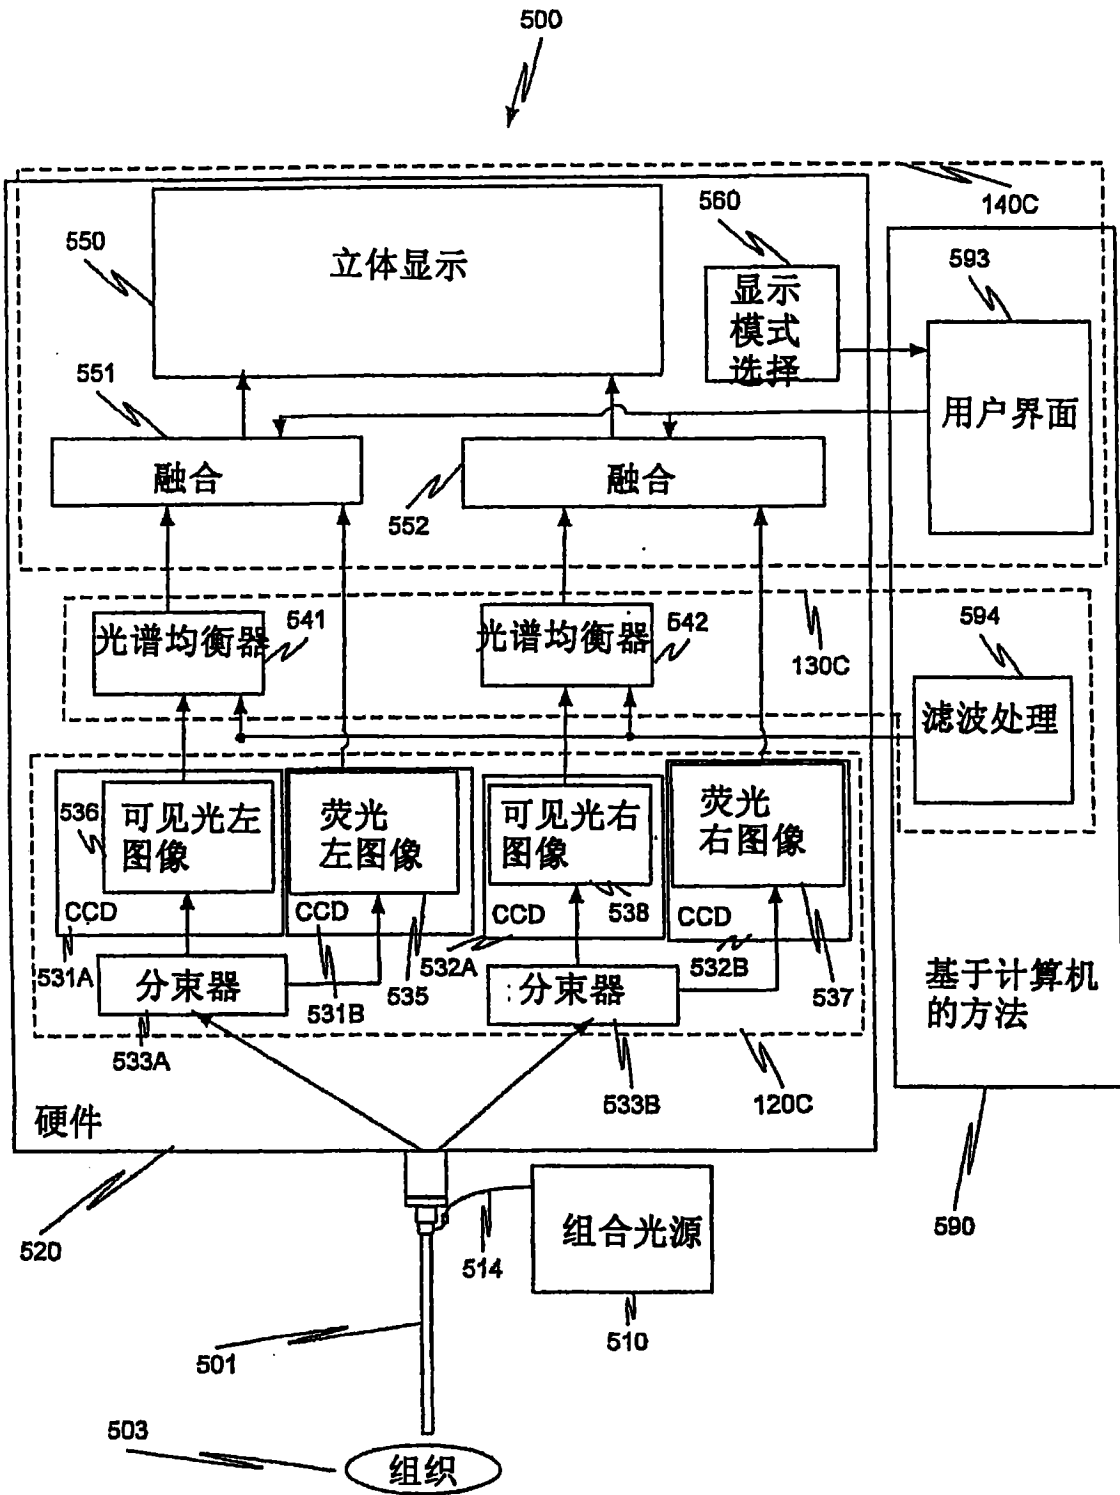 500
140C
560
593
550
立体显示
显示
模式
选择
用户界面
551
融合
552
融合
光谱均衡器
541
光谱均衡器
542
130C
594
滤波处理
536
可见光左
图像
荧光
左图像
可见光右
图像
荧光
右图像
CCD
CCD
538
CCD
CCD
531A
531B
535
532A
532B
537
分束器
分束器
基于计算机
的方法
533A
533B
120C
硬件
520
590
组合光源
514
510
501
503
组织